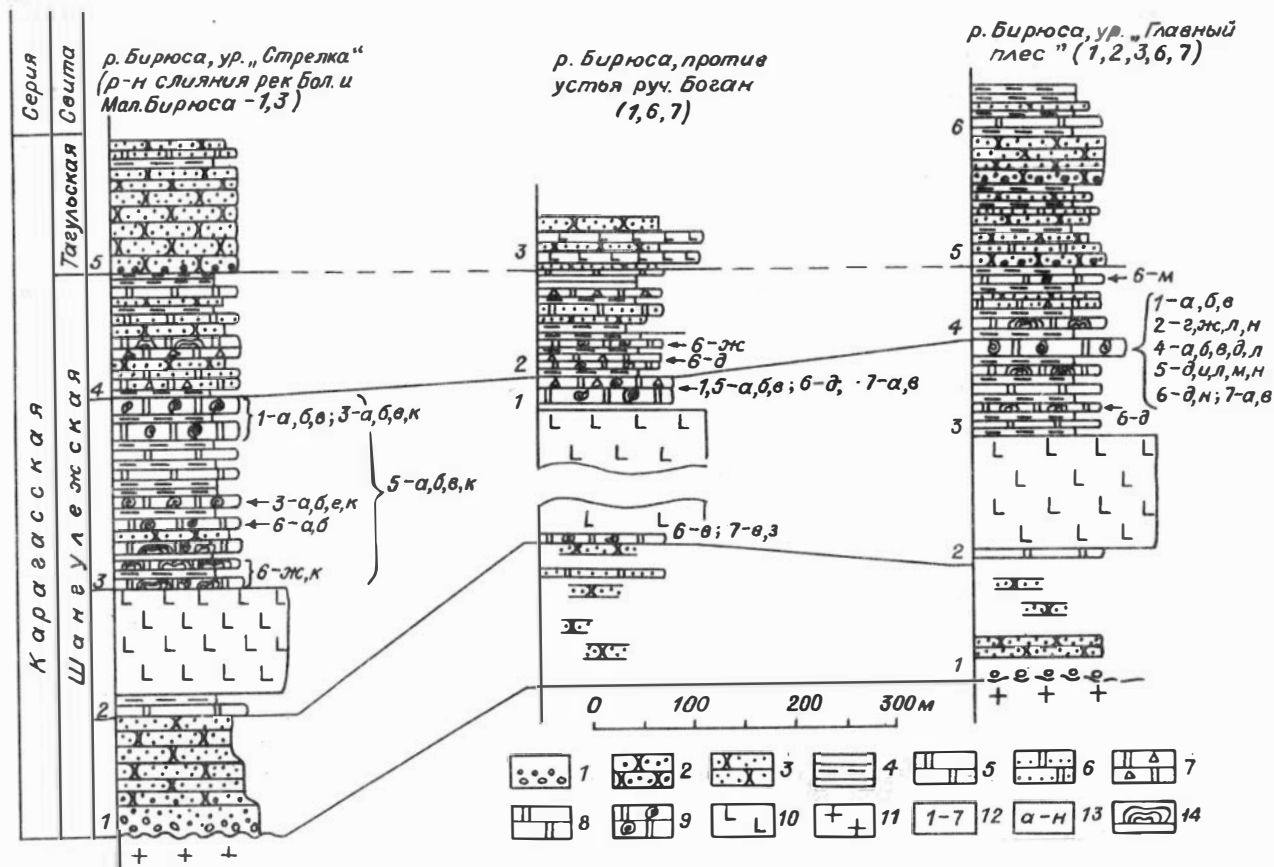 Серия
Свита
Карагасская
Тагульская
Шангулежская
р. Бирюса, ур. „Стрелка“
(р-н слияния рек Бол. и
Мал. Бирюса -1,3)
5
4
3
2
1
1-а,б,в; 3-а,б,в,к
5-а,б,в,к
3-а,б,е,к
6-а,б
6-ж,к
р. Бирюса, против
устья руч. Боган
(1,6,7)
3
2
1
6-ж
6-д
1,5-а,б,в; 6-д; 7-а,в
6-в; 7-в,з
р. Бирюса, ур. „Главный
плес” (1,2,3,6,7)
6
5
4
3
2
1
6-м
1-а,б,в
2-г,ж,л,н
4-а,б,в,д,л
5-д,ц,л,м,н
6-д,н; 7-а,в
6-д
0 100 200 300 м
1 2 3 4 5 6 7
8 9 10 11 1-7 12 а-н 13 14